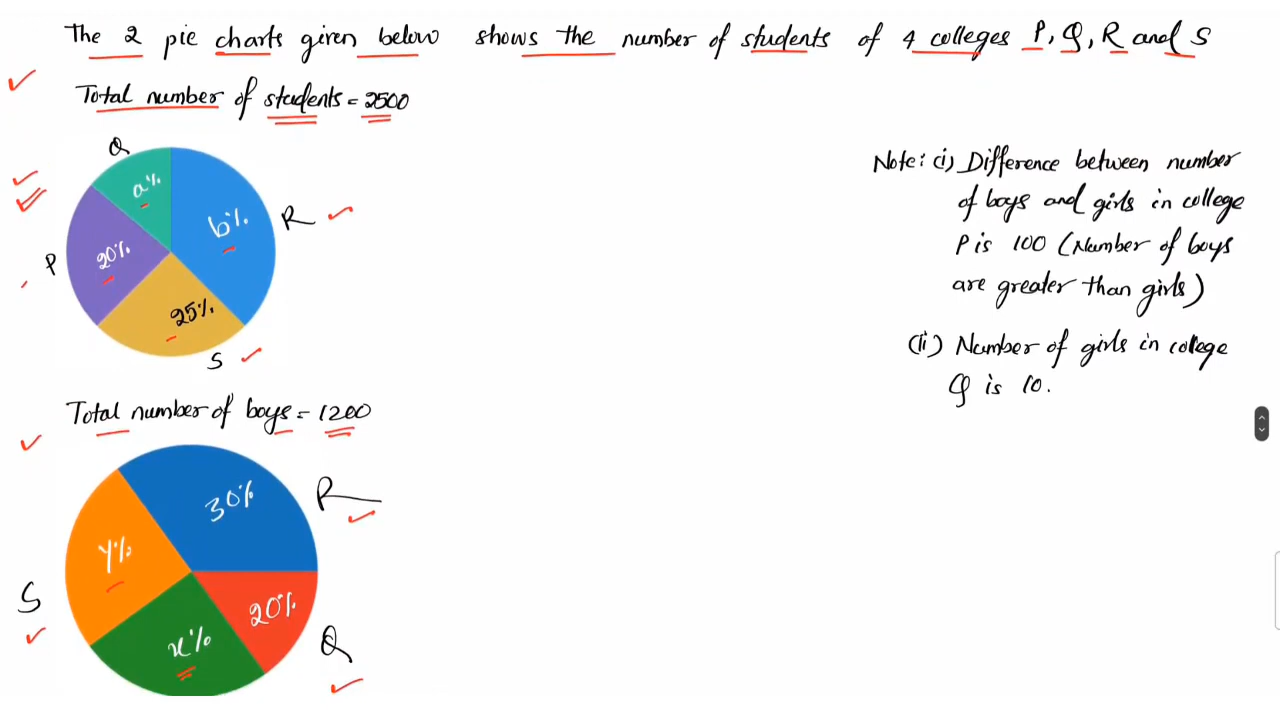 The 2 pie charts given below shows the number of students of 4 colleges P, Q, R and S
Total number of students = 2500
Q
a%
b%
R
20%
P
25%
S
Note: (i) Difference between number
of boys and girls in college
P is 100 (Number of boys
are greater than girls)
(ii) Number of girls in college
Q is 10.
Total number of boys = 1200
30%
R
y%
S
20%
x%
Q